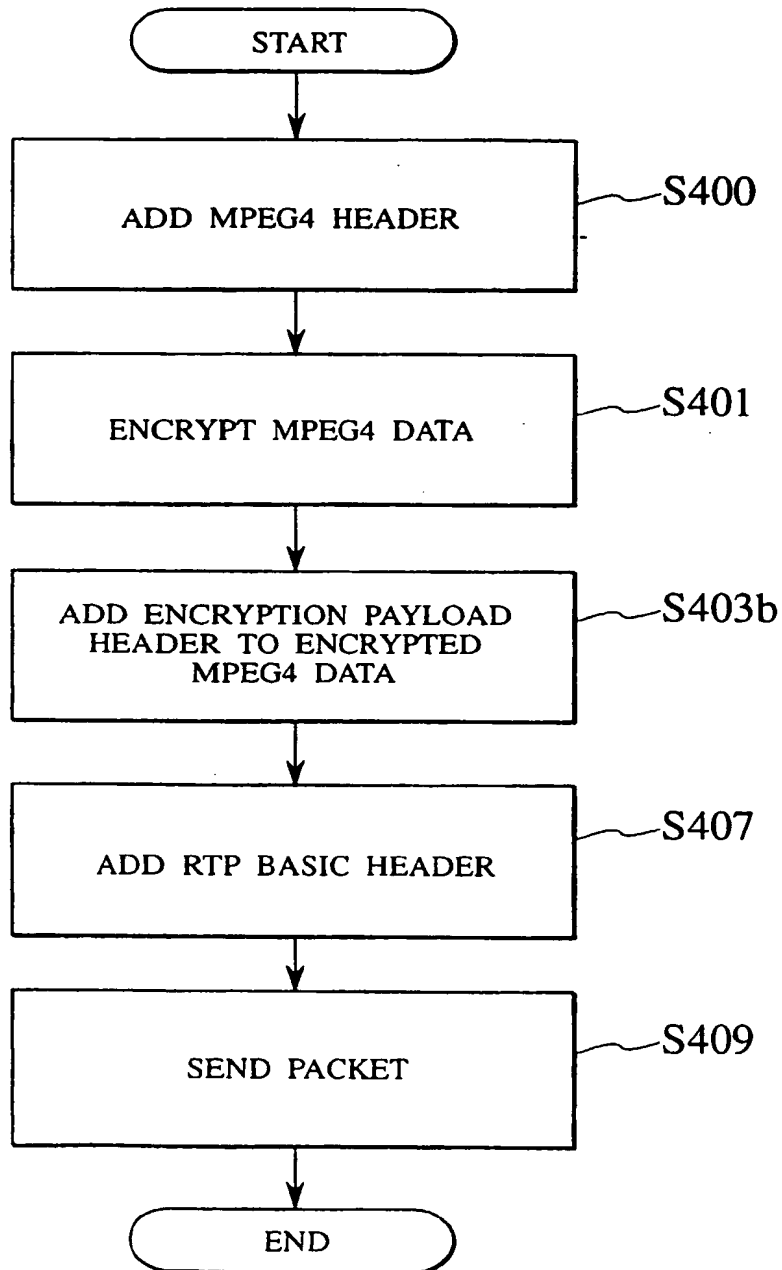 START
ADD MPEG4 HEADER
S400
ENCRYPT MPEG4 DATA
S401
ADD ENCRYPTION PAYLOAD
HEADER TO ENCRYPTED
MPEG4 DATA
S403b
ADD RTP BASIC HEADER
S407
SEND PACKET
S409
END